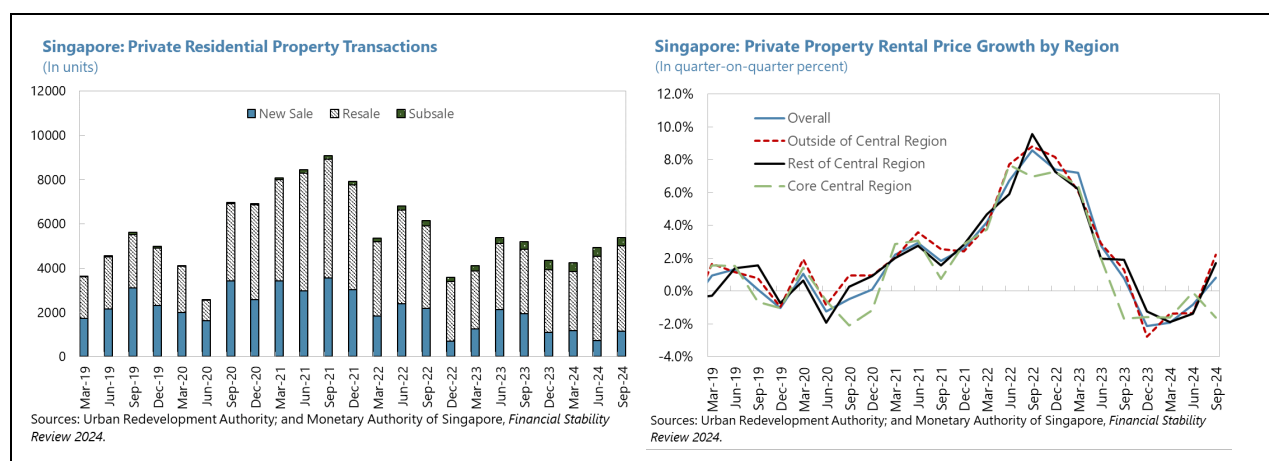 Singapore: Private Residential Property Transactions
(In units)
12000
10000
8000
6000
4000
2000
0
New Sale
Resale
Subsale
Mar-19
Jun-19
Sep-19
Dec-19
Mar-20
Jun-20
Sep-20
Dec-20
Mar-21
Jun-21
Sep-21
Dec-21
Mar-22
Jun-22
Sep-22
Dec-22
Mar-23
Jun-23
Sep-23
Dec-23
Mar-24
Jun-24
Sep-24
Sources: Urban Redevelopment Authority; and Monetary Authority of Singapore, Financial Stability
Review 2024.
Singapore: Private Property Rental Price Growth by Region
(In quarter-on-quarter percent)
12.0%
10.0%
8.0%
6.0%
4.0%
2.0%
0.0%
-2.0%
-4.0%
Overall
Outside of Central Region
Rest of Central Region
Core Central Region
Mar-19
Jun-19
Sep-19
Dec-19
Mar-20
Jun-20
Sep-20
Dec-20
Mar-21
Jun-21
Sep-21
Dec-21
Mar-22
Jun-22
Sep-22
Dec-22
Mar-23
Jun-23
Sep-23
Dec-23
Mar-24
Jun-24
Sep-24
Sources: Urban Redevelopment Authority; and Monetary Authority of Singapore, Financial Stability
Review 2024.